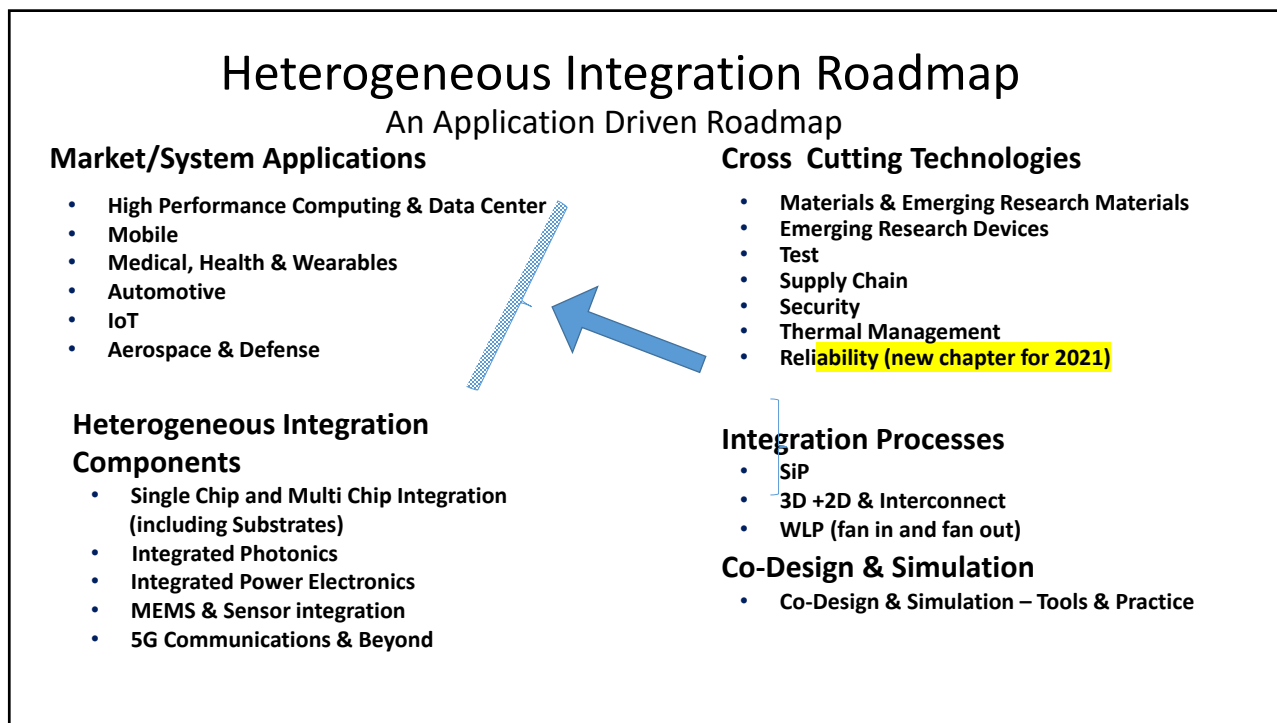 Heterogeneous Integration Roadmap
An Application Driven Roadmap
Market/System Applications
• High Performance Computing & Data Center
• Mobile
• Medical, Health & Wearables
• Automotive
• IoT
• Aerospace & Defense
Heterogeneous Integration
Components
• Single Chip and Multi Chip Integration
(including Substrates)
• Integrated Photonics
• Integrated Power Electronics
• MEMS & Sensor integration
• 5G Communications & Beyond
Cross Cutting Technologies
• Materials & Emerging Research Materials
• Emerging Research Devices
• Test
• Supply Chain
• Security
• Thermal Management
• Reliability (new chapter for 2021)
Integration Processes
• SiP
• 3D +2D & Interconnect
• WLP (fan in and fan out)
Co-Design & Simulation
• Co-Design & Simulation – Tools & Practice